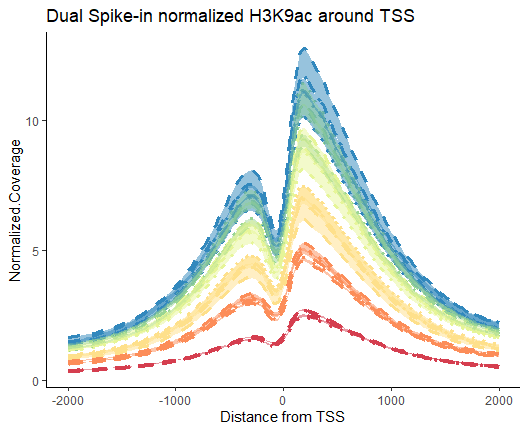 Dual Spike-in normalized H3K9ac around TSS
Normalized.Coverage
10
5
0
-2000
-1000
0
1000
2000
Distance from TSS